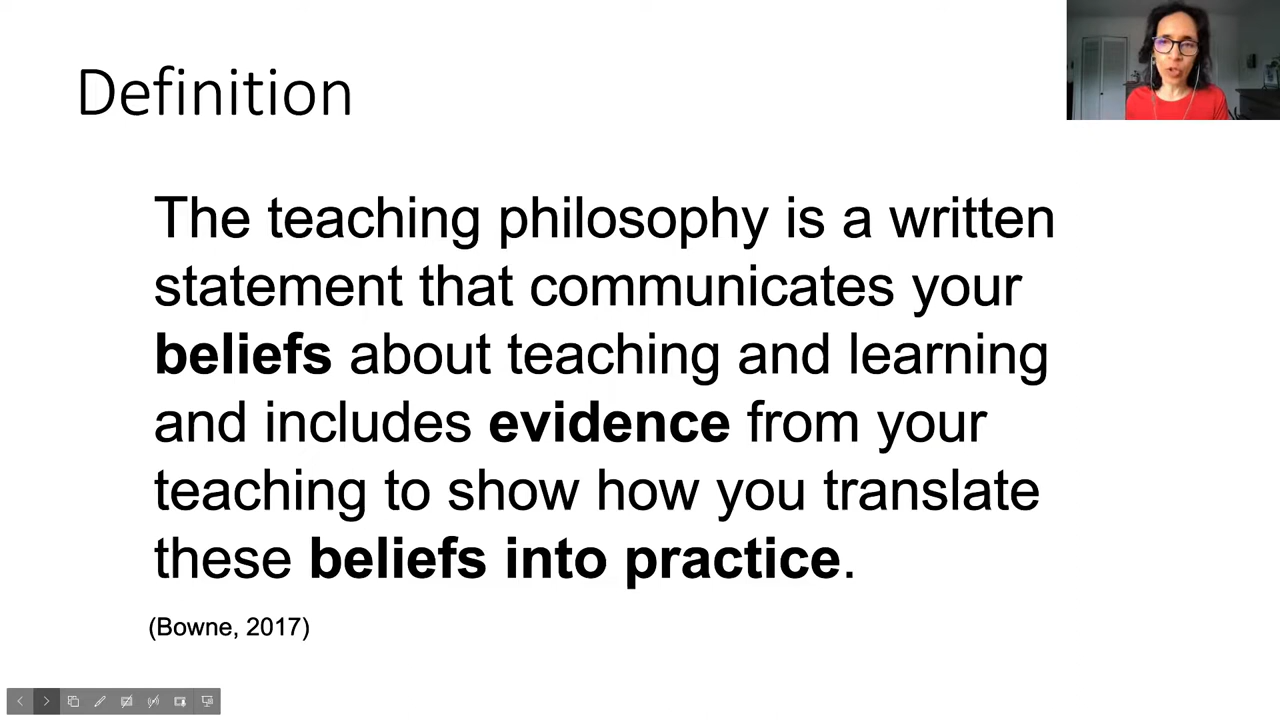 Definition
The teaching philosophy is a written
statement that communicates your
beliefs about teaching and learning
and includes evidence from your
teaching to show how you translate
these beliefs into practice.
(Bowne, 2017)